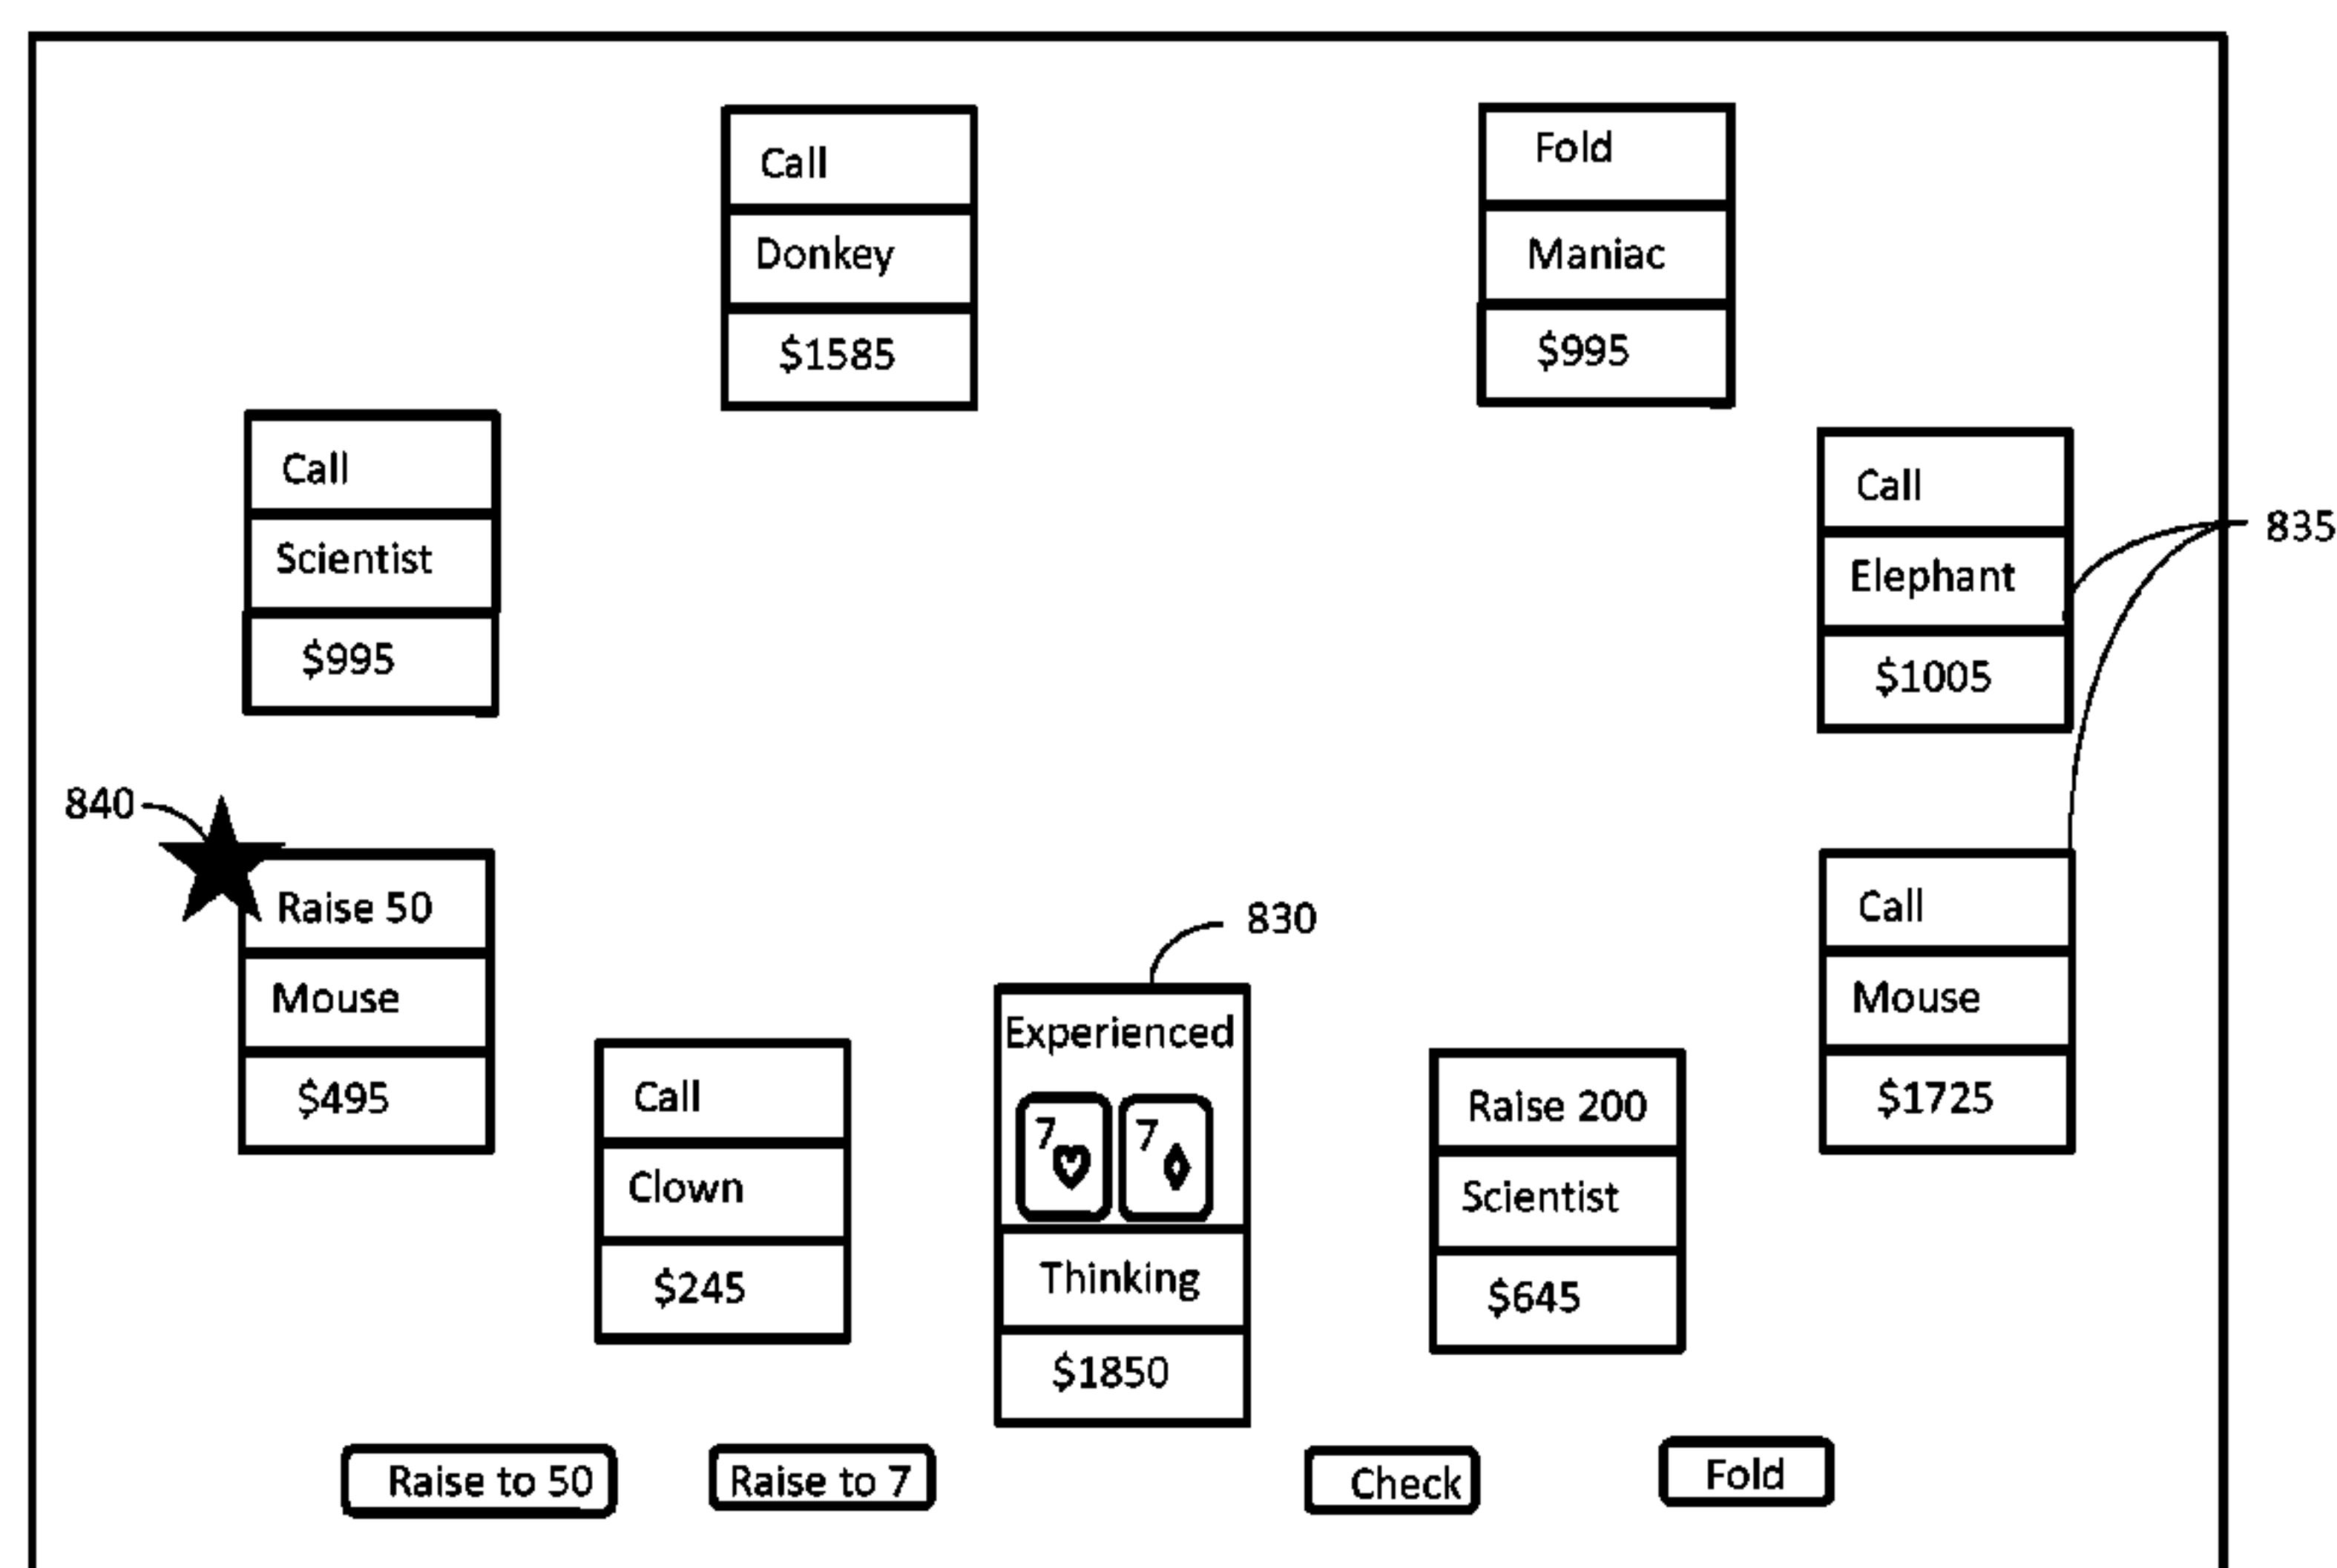 Call
Donkey
$1585
Fold
Maniac
$995
Call
Scientist
$995
Call
Elephant
$1005
835
840
Raise 50
Mouse
$495
830
Call
Mouse
$1725
Call
Clown
$245
Experienced
7 7
Thinking
$1850
Raise 200
Scientist
$645
Raise to 50
Raise to 7
Check
Fold